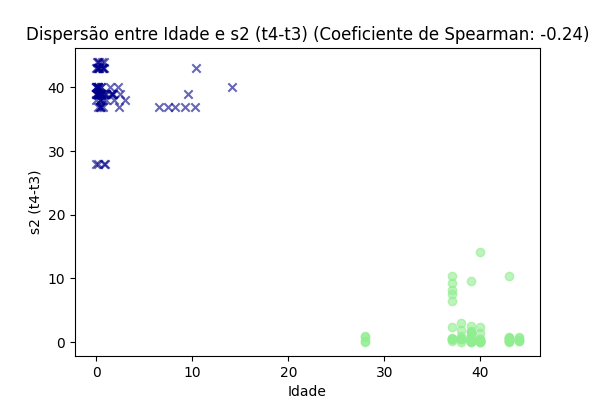 Dispersão entre Idade e s2 (t4-t3) (Coeficiente de Spearman: -0.24)
s2 (t4-t3)
40
30
20
10
0
0 10 20 30 40
Idade